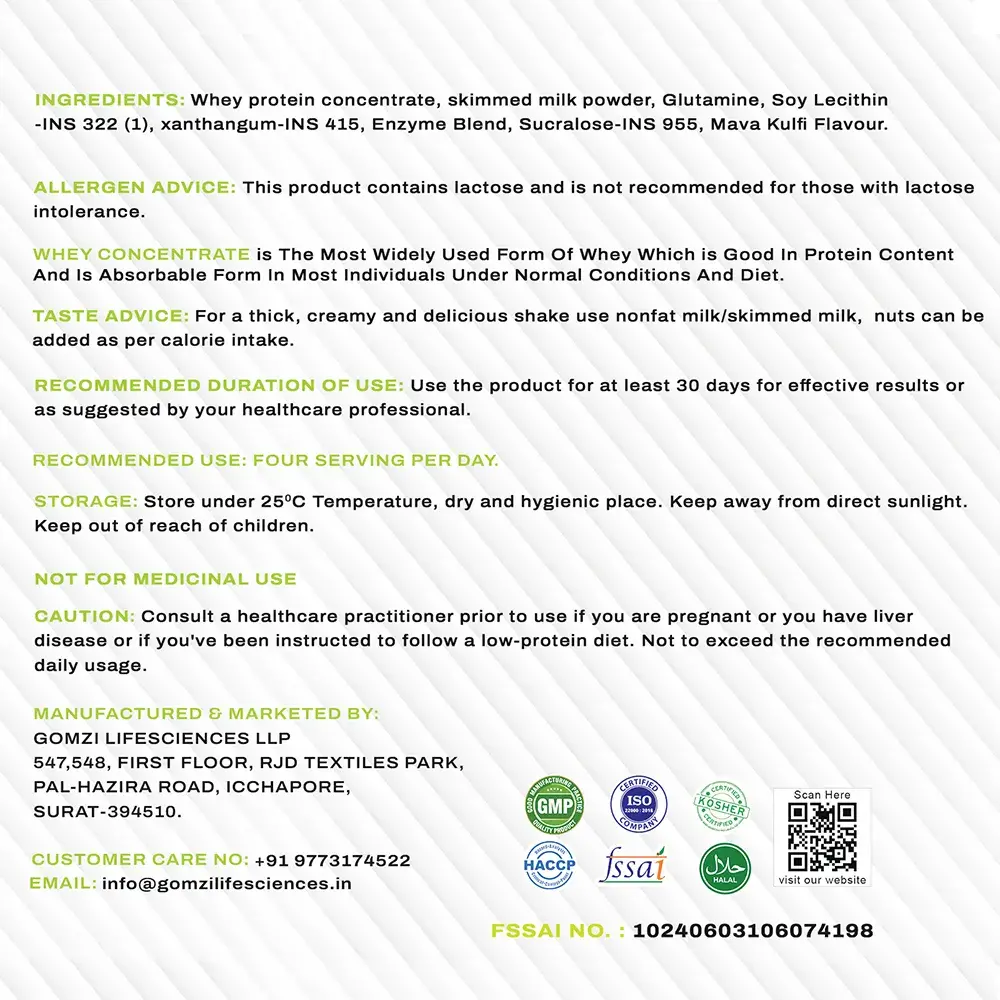 INGREDIENTS: Whey protein concentrate, skimmed milk powder, Glutamine, Soy Lecithin
-INS 322 (1), xanthangum-INS 415, Enzyme Blend, Sucralose-INS 955, Mava Kulfi Flavour.
ALLERGEN ADVICE: This product contains lactose and is not recommended for those with lactose
intolerance.
WHEY CONCENTRATE is The Most Widely Used Form Of Whey Which is Good In Protein Content
And Is Absorbable Form In Most Individuals Under Normal Conditions And Diet.
TASTE ADVICE: For a thick, creamy and delicious shake use nonfat milk/skimmed milk, nuts can be
added as per calorie intake.
RECOMMENDED DURATION OF USE: Use the product for at least 30 days for effective results or
as suggested by your healthcare professional.
RECOMMENDED USE: FOUR SERVING PER DAY.
STORAGE: Store under 25⁰C Temperature, dry and hygienic place. Keep away from direct sunlight.
Keep out of reach of children.
NOT FOR MEDICINAL USE
CAUTION: Consult a healthcare practitioner prior to use if you are pregnant or you have liver
disease or if you've been instructed to follow a low-protein diet. Not to exceed the recommended
daily usage.
MANUFACTURED & MARKETED BY:
GOMZI LIFESCIENCES LLP
547,548, FIRST FLOOR, RJD TEXTILES PARK,
PAL-HAZIRA ROAD, ICCHAPORE,
SURAT-394510.
CUSTOMER CARE NO: +91 9773174522
EMAIL: info@gomzilifesciences.in
GOOD MANUFACTURING PRACTICE
GMP
QUALITY PRODUCT
CERTIFIED
ISO
22000 : 2018
COMPANY
CERTIFIED
KOSHER
CERTIFIED
HACCP
fssai
حلال
HALAL
Scan Here
visit our website
FSSAI NO. : 10240603106074198